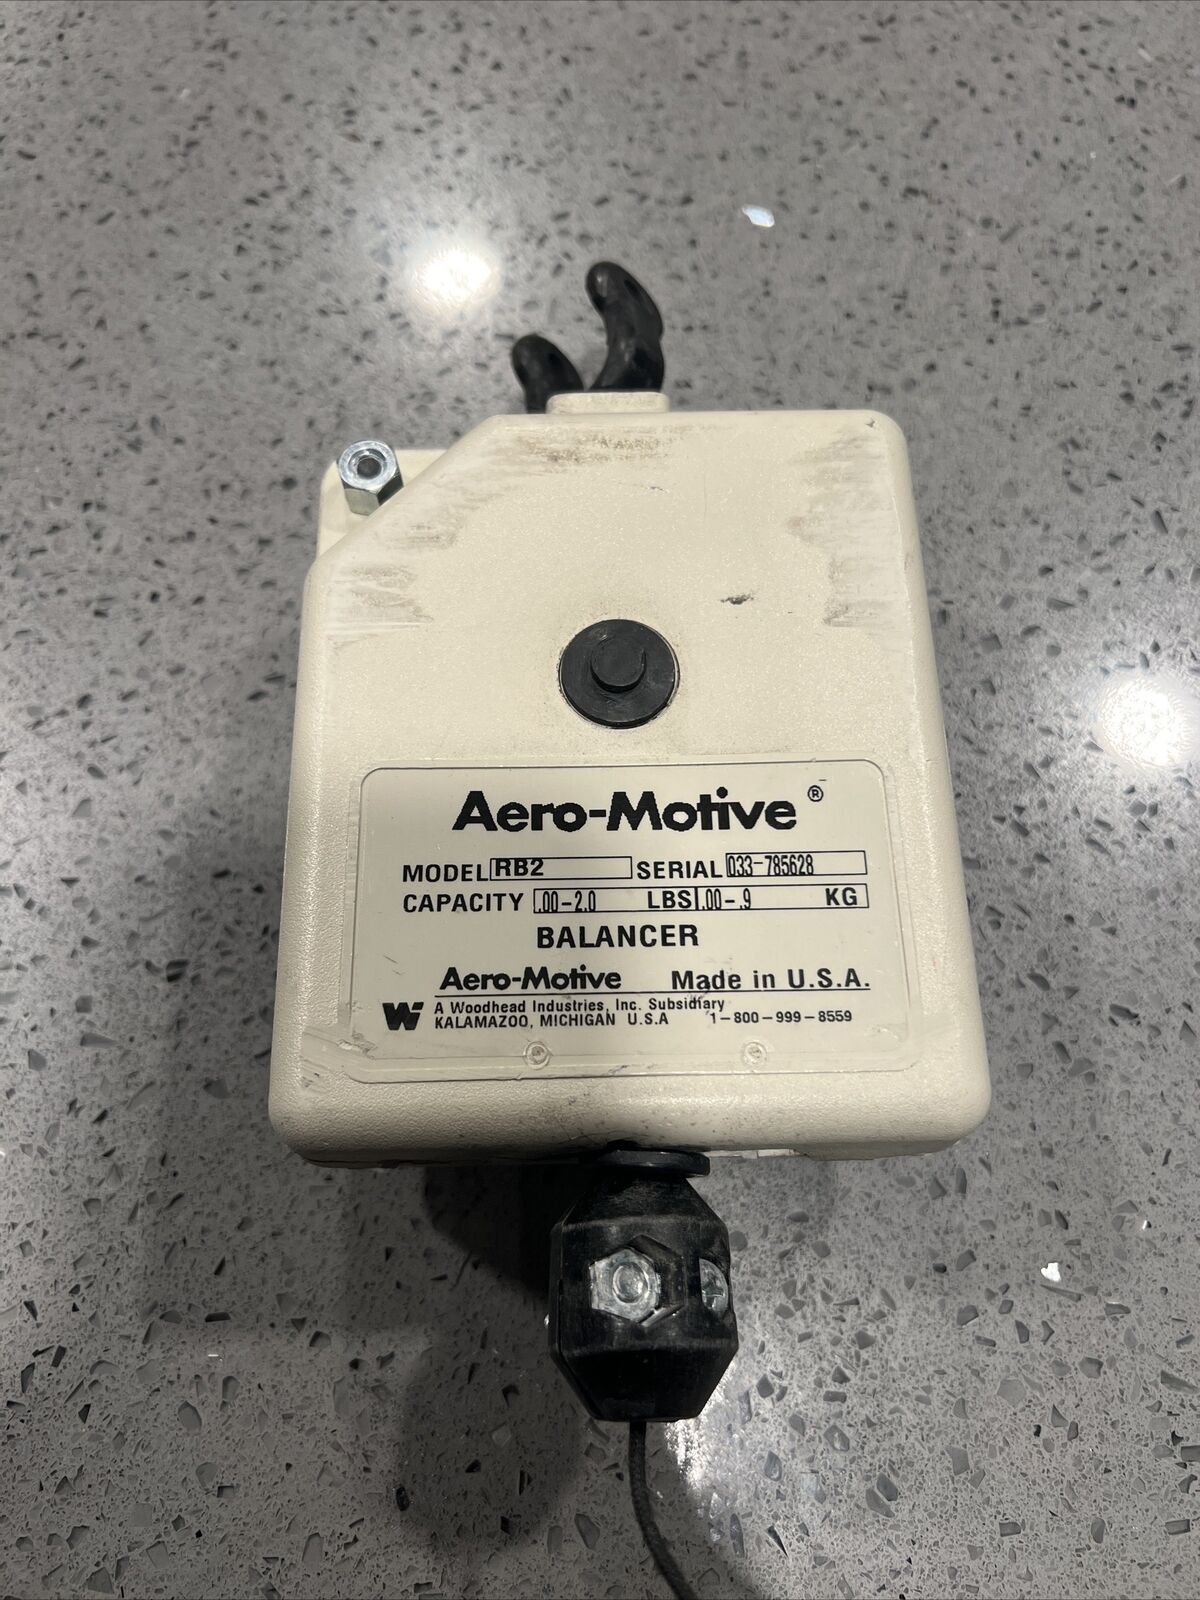 Aero-Motive ®
MODEL RB2 SERIAL 033-785628
CAPACITY .00-2.0 LBS .00-.9 KG
BALANCER
Aero-Motive Made in U.S.A.
A Woodhead Industries, Inc. Subsidiary
KALAMAZOO, MICHIGAN U.S.A 1-800-999-8559